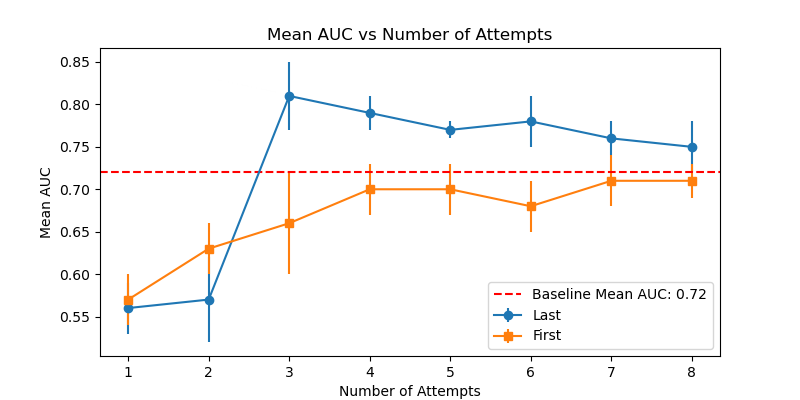 Mean AUC vs Number of Attempts
Mean AUC
0.85
0.80
0.75
0.70
0.65
0.60
0.55
1 2 3 4 5 6 7 8
Number of Attempts
Baseline Mean AUC: 0.72
Last
First